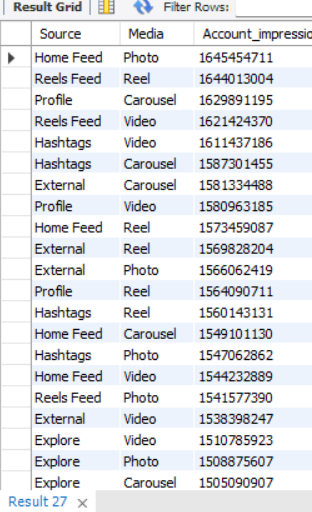 Result Grid Filter Rows:
Source Media Account_impressio
Home Feed Photo 1645454711
Reels Feed Reel 1644013004
Profile Carousel 1629891195
Reels Feed Video 1621424370
Hashtags Video 1611437186
Hashtags Carousel 1587301455
External Carousel 1581334488
Profile Video 1580963185
Home Feed Reel 1573459087
External Reel 1569828204
External Photo 1566062419
Profile Reel 1564090711
Hashtags Reel 1560143131
Home Feed Carousel 1549101130
Hashtags Photo 1547062862
Home Feed Video 1544232889
Reels Feed Photo 1541577390
External Video 1538398247
Explore Video 1510785923
Explore Photo 1508875607
Explore Carousel 1505090907
Result 27